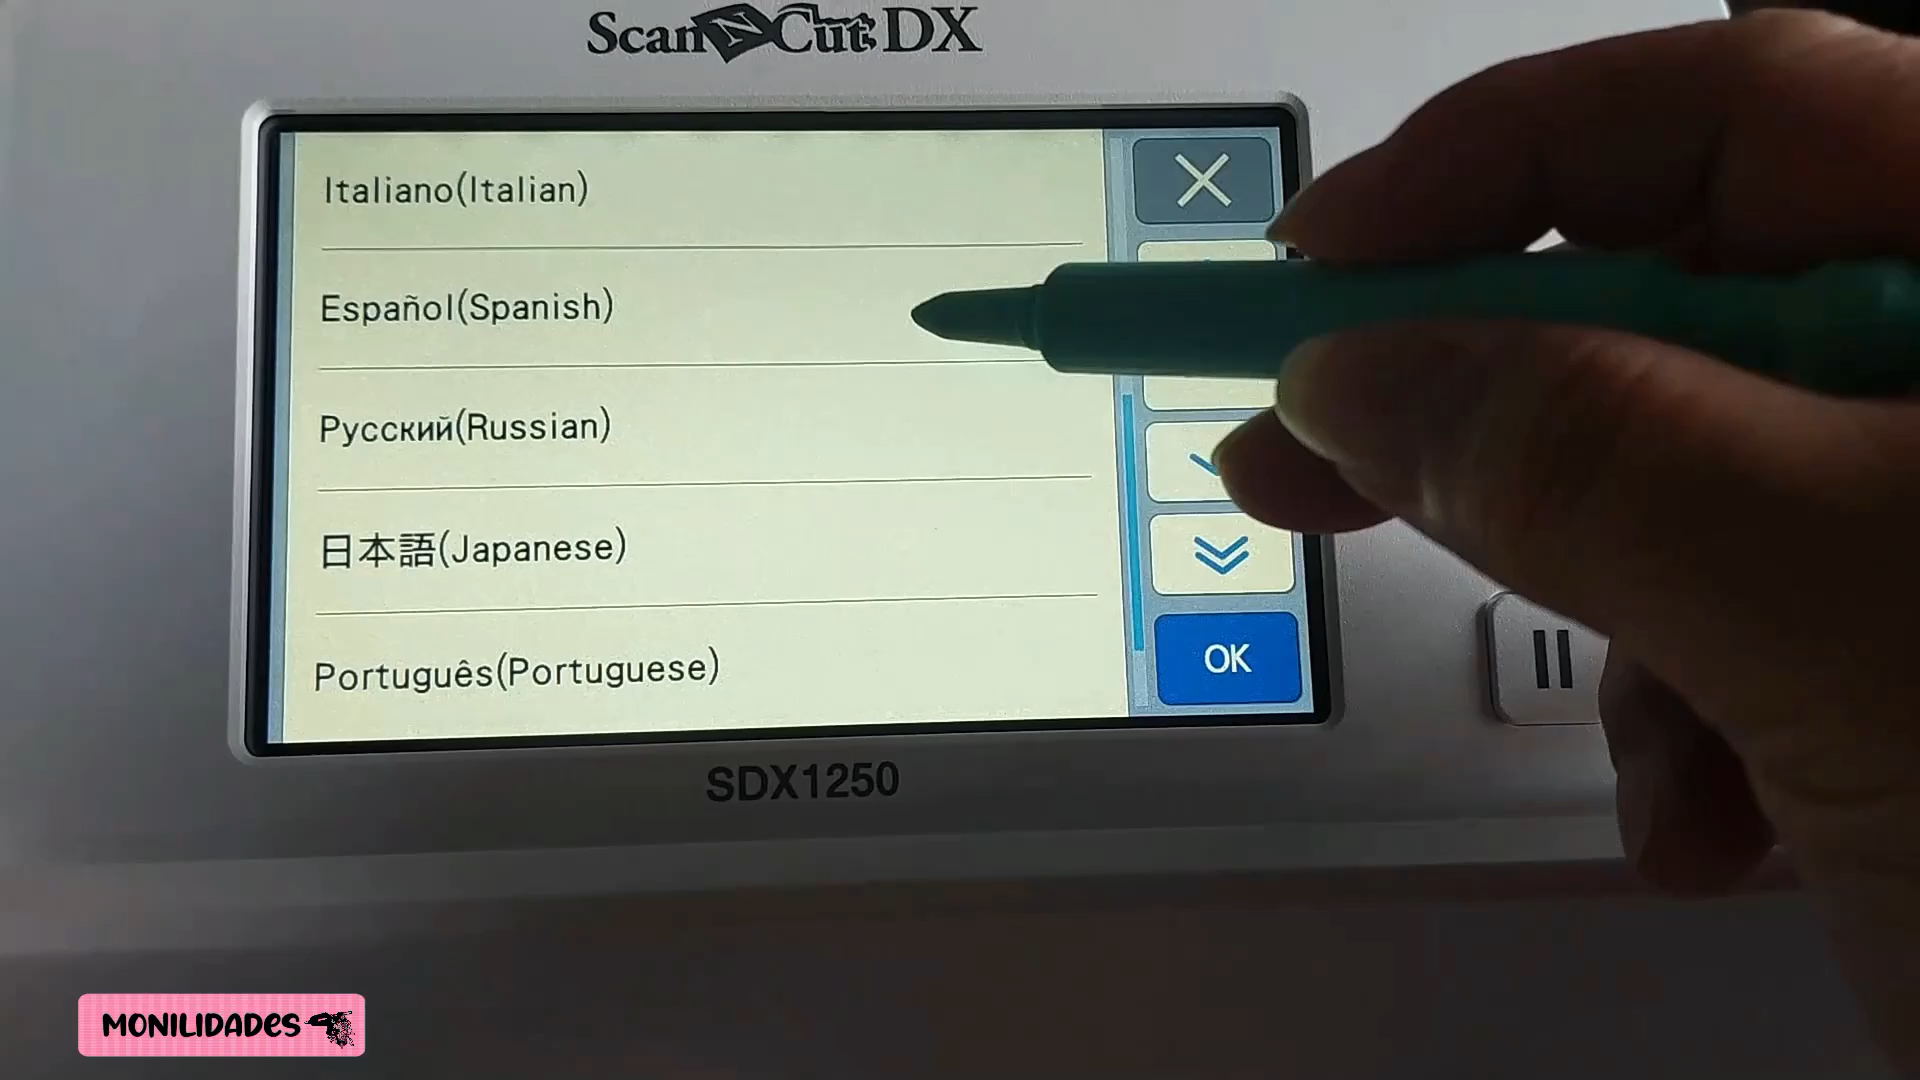 ScanNCut DX
Italiano(Italian)
Español(Spanish)
Русский(Russian)
日本語(Japanese)
Português(Portuguese)
OK
SDX1250
MONILIDADES